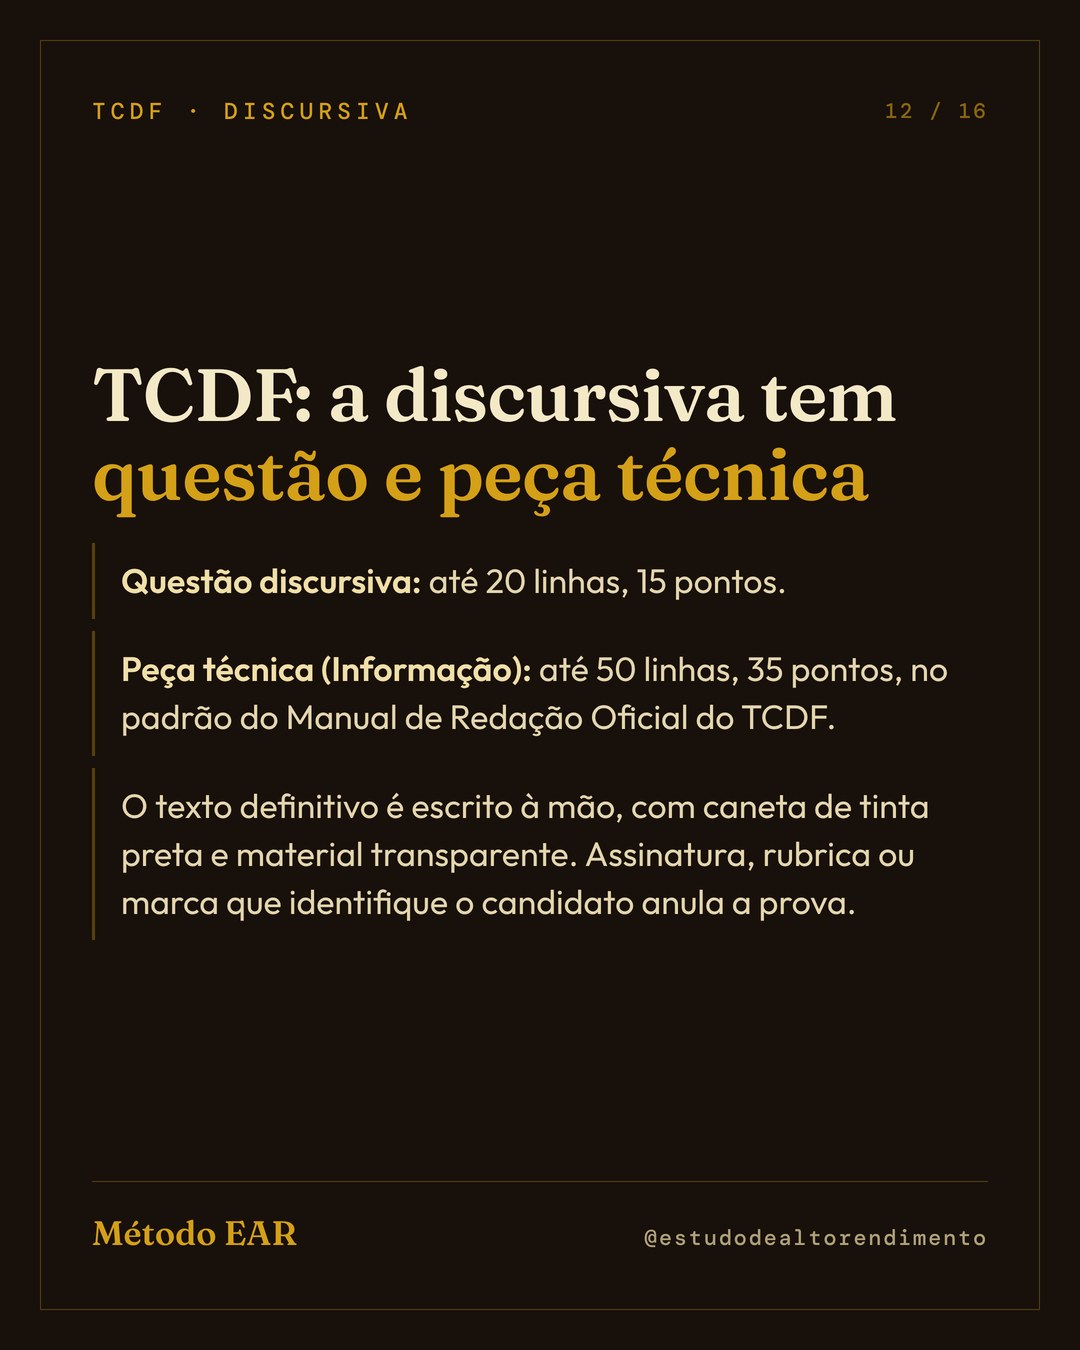 TCDF · DISCURSIVA
12 / 16
TCDF: a discursiva tem
questão e peça técnica
Questão discursiva: até 20 linhas, 15 pontos.
Peça técnica (Informação): até 50 linhas, 35 pontos, no
padrão do Manual de Redação Oficial do TCDF.
O texto definitivo é escrito à mão, com caneta de tinta
preta e material transparente. Assinatura, rubrica ou
marca que identifique o candidato anula a prova.
Método EAR
@estudodealtorendimento